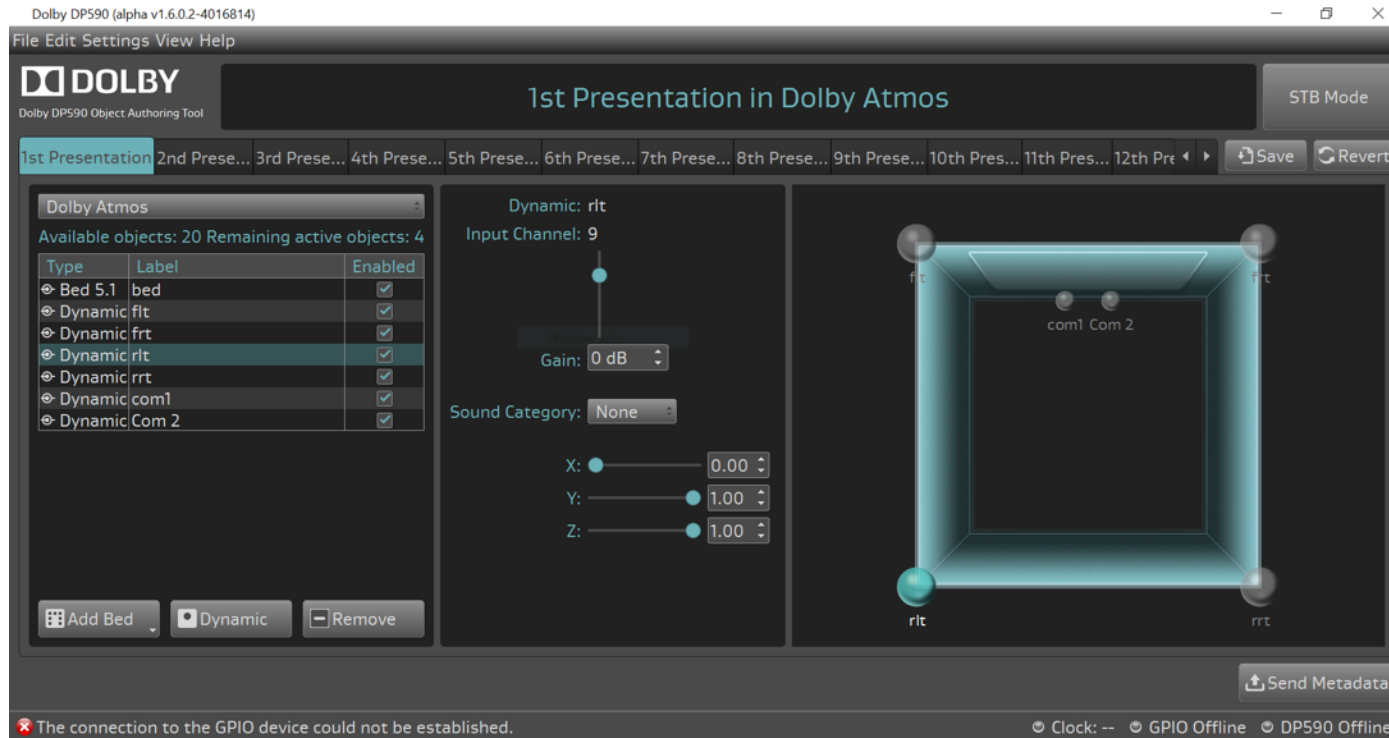 Dolby DP590 (alpha v1.6.0.2-4016814)
File Edit Settings View Help
DOLBY
Dolby DP590 Object Authoring Tool
1st Presentation in Dolby Atmos
STB Mode
1st Presentation 2nd Prese... 3rd Prese... 4th Prese... 5th Prese... 6th Prese... 7th Prese... 8th Prese... 9th Prese... 10th Pres... 11th Pres... 12th Pre
Save Revert
Dolby Atmos
Available objects: 20 Remaining active objects: 4
Type Label Enabled
Bed 5.1 bed
Dynamic flt
Dynamic frt
Dynamic rlt
Dynamic rrt
Dynamic com1
Dynamic Com 2
Add Bed Dynamic Remove
Dynamic: rlt
Input Channel: 9
Gain: 0 dB
Sound Category: None
X: 0.00
Y: 1.00
Z: 1.00
flt frt
com1 Com 2
rlt rrt
Send Metadata
The connection to the GPIO device could not be established.
Clock: -- GPIO Offline DP590 Offline